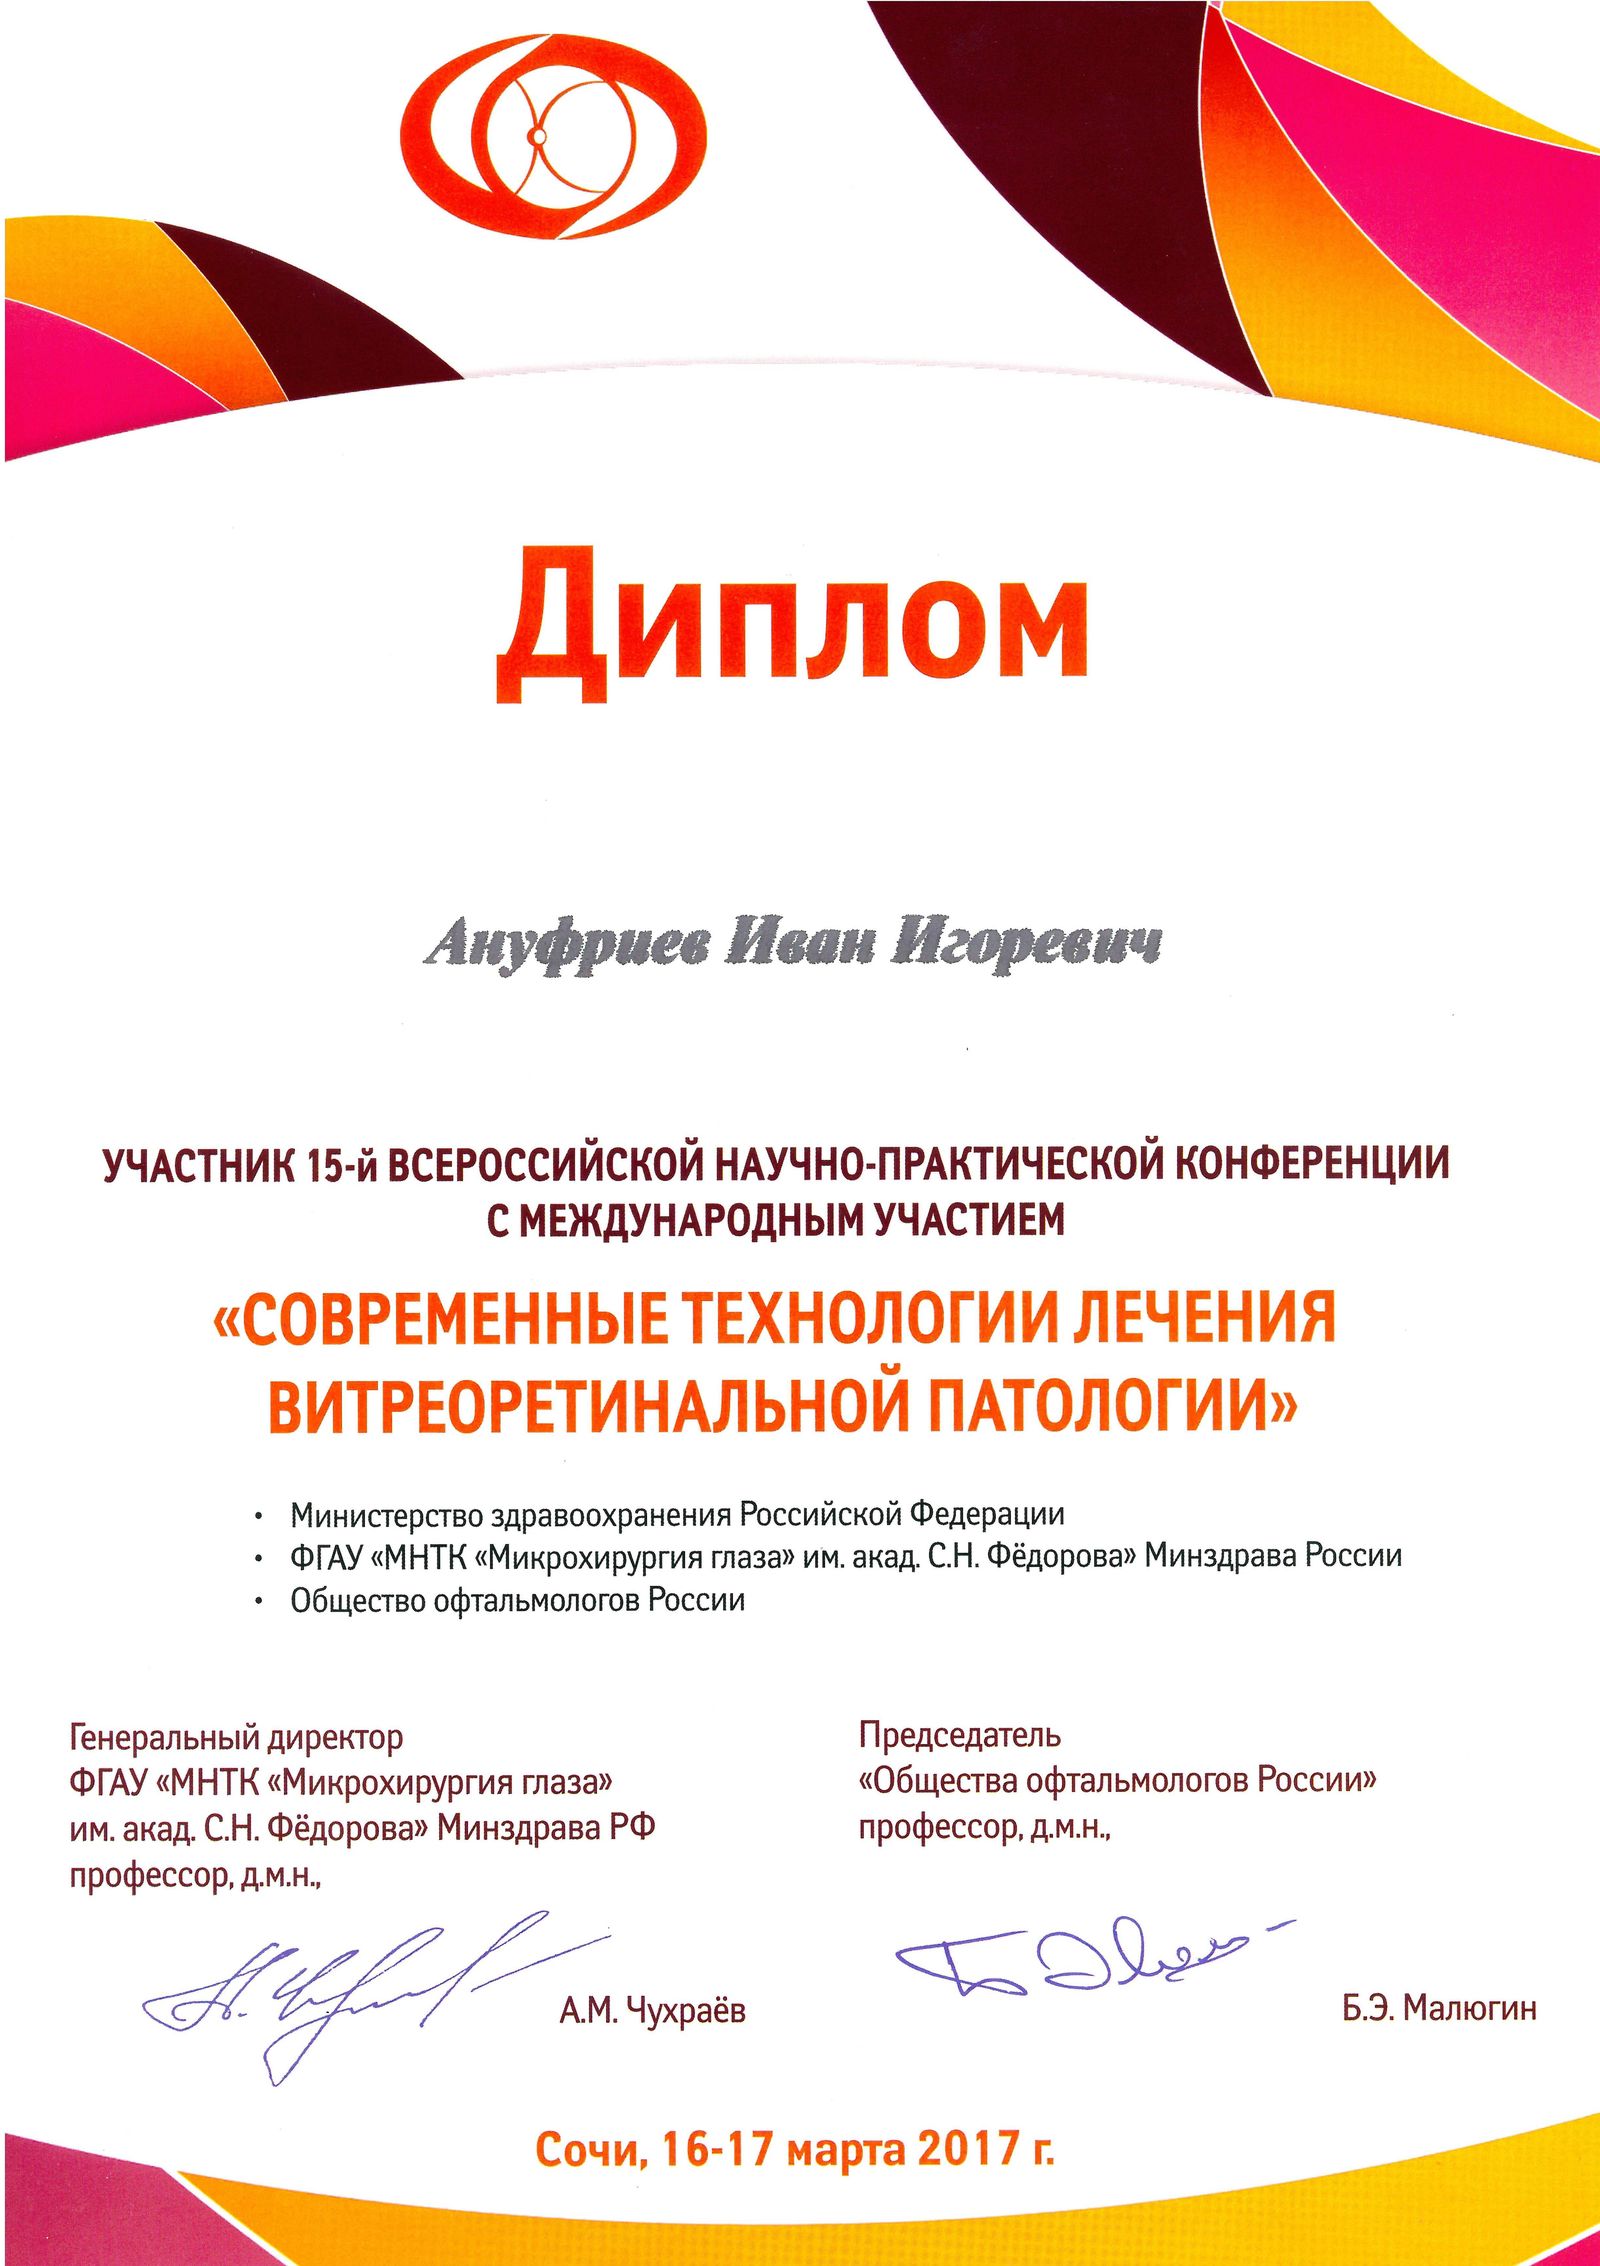 Диплом
Ануфриев Иван Игоревич
УЧАСТНИК 15-й ВСЕРОССИЙСКОЙ НАУЧНО-ПРАКТИЧЕСКОЙ КОНФЕРЕНЦИИ
С МЕЖДУНАРОДНЫМ УЧАСТИЕМ
«СОВРЕМЕННЫЕ ТЕХНОЛОГИИ ЛЕЧЕНИЯ
ВИТРЕОРЕТИНАЛЬНОЙ ПАТОЛОГИИ»
• Министерство здравоохранения Российской Федерации
• ФГАУ «МНТК «Микрохирургия глаза» им. акад. С.Н. Фёдорова» Минздрава России
• Общество офтальмологов России
Генеральный директор
ФГАУ «МНТК «Микрохирургия глаза»
им. акад. С.Н. Фёдорова» Минздрава РФ
профессор, д.м.н.,
А.М. Чухраёв
Председатель
«Общества офтальмологов России»
профессор, д.м.н.,
Б.Э. Малюгин
Сочи, 16-17 марта 2017 г.